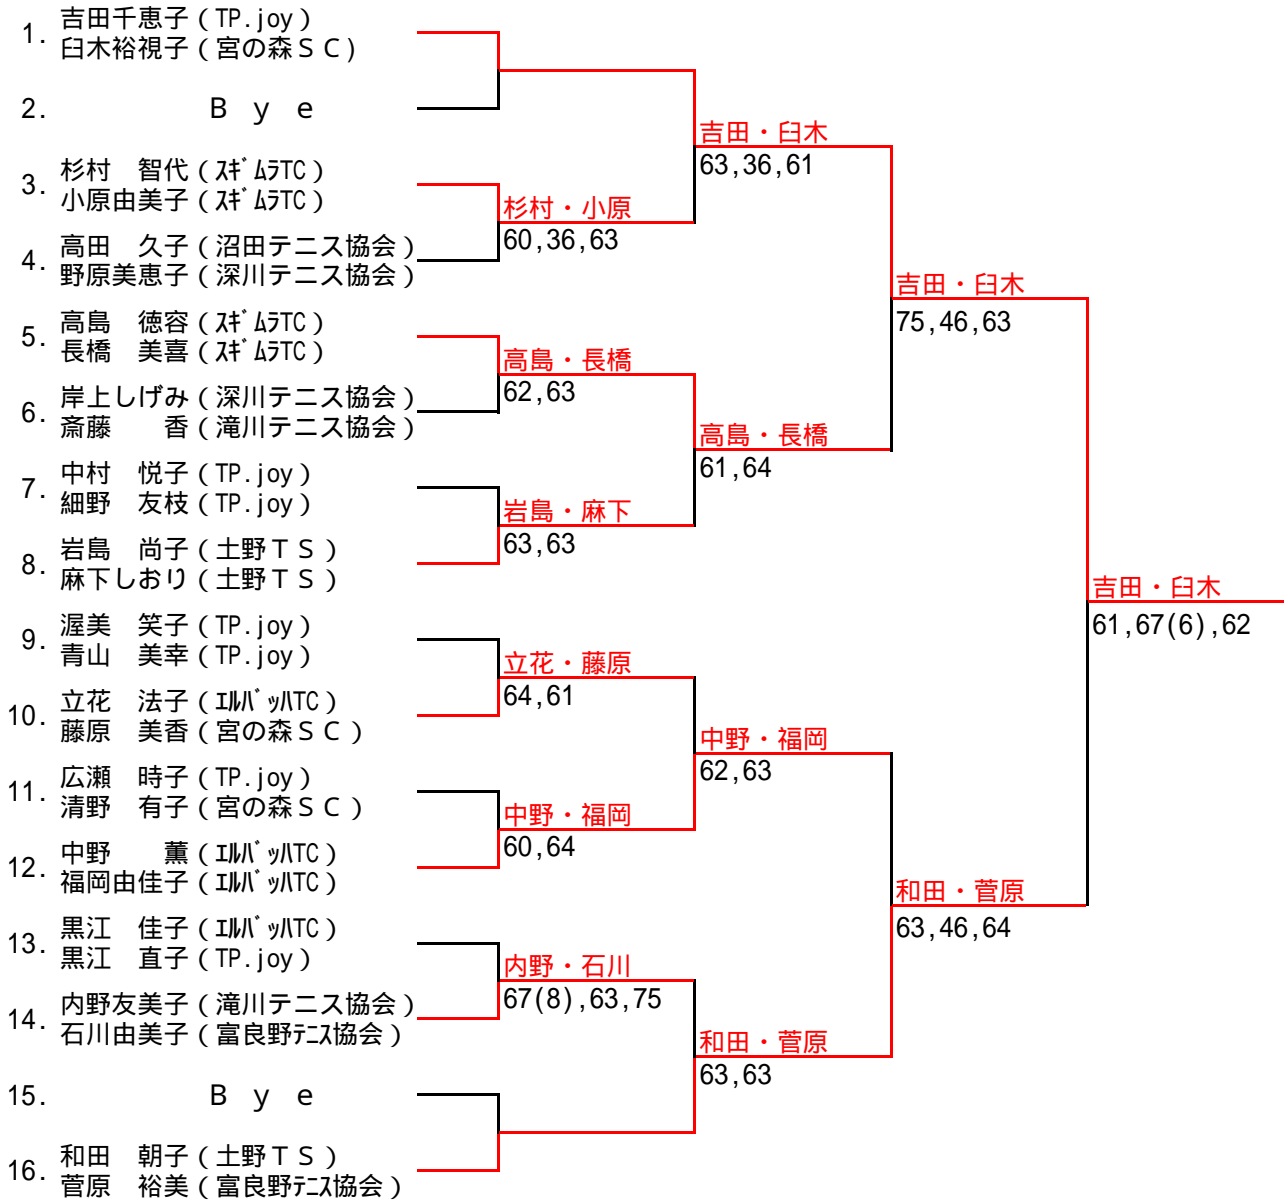 1. 吉田千恵子(TP.joy)
臼木裕視子(宮の森SC)
2. Bye
3. 杉村 智代(ｽｷﾞﾑﾗTC)
小原由美子(ｽｷﾞﾑﾗTC)
4. 高田 久子(沼田テニス協会)
野原美恵子(深川テニス協会)
5. 高島 徳容(ｽｷﾞﾑﾗTC)
長橋 美喜(ｽｷﾞﾑﾗTC)
6. 岸上しげみ(深川テニス協会)
斎藤 香(滝川テニス協会)
7. 中村 悦子(TP.joy)
細野 友枝(TP.joy)
8. 岩島 尚子(土野TS)
麻下しおり(土野TS)
9. 渥美 笑子(TP.joy)
青山 美幸(TP.joy)
10. 立花 法子(ｴﾙﾊﾞｯﾊTC)
藤原 美香(宮の森SC)
11. 広瀬 時子(TP.joy)
清野 有子(宮の森SC)
12. 中野 薫(ｴﾙﾊﾞｯﾊTC)
福岡由佳子(ｴﾙﾊﾞｯﾊTC)
13. 黒江 佳子(ｴﾙﾊﾞｯﾊTC)
黒江 直子(TP.joy)
14. 内野友美子(滝川テニス協会)
石川由美子(富良野ﾃﾆｽ協会)
15. Bye
16. 和田 朝子(土野TS)
菅原 裕美(富良野ﾃﾆｽ協会)
杉村・小原
60,36,63
高島・長橋
62,63
岩島・麻下
63,63
立花・藤原
64,61
中野・福岡
60,64
内野・石川
67(8),63,75
吉田・臼木
63,36,61
高島・長橋
61,64
中野・福岡
62,63
和田・菅原
63,63
吉田・臼木
75,46,63
和田・菅原
63,46,64
吉田・臼木
61,67(6),62